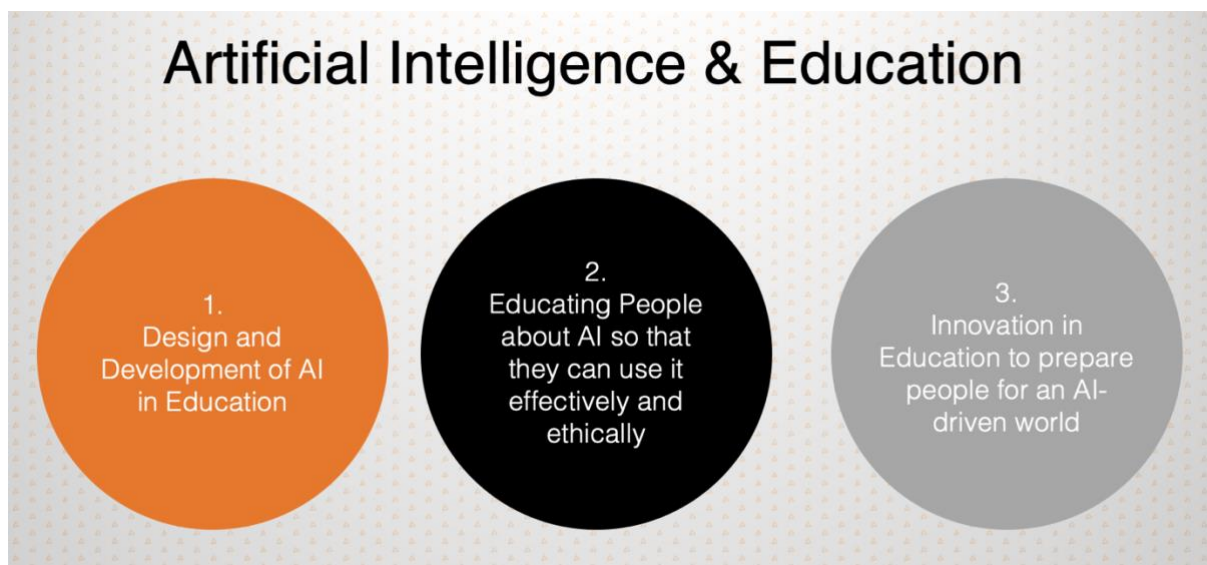 Artificial Intelligence & Education
1.
Design and
Development of AI
in Education
2.
Educating People
about AI so that
they can use it
effectively and
ethically
3.
Innovation in
Education to prepare
people for an AI-
driven world